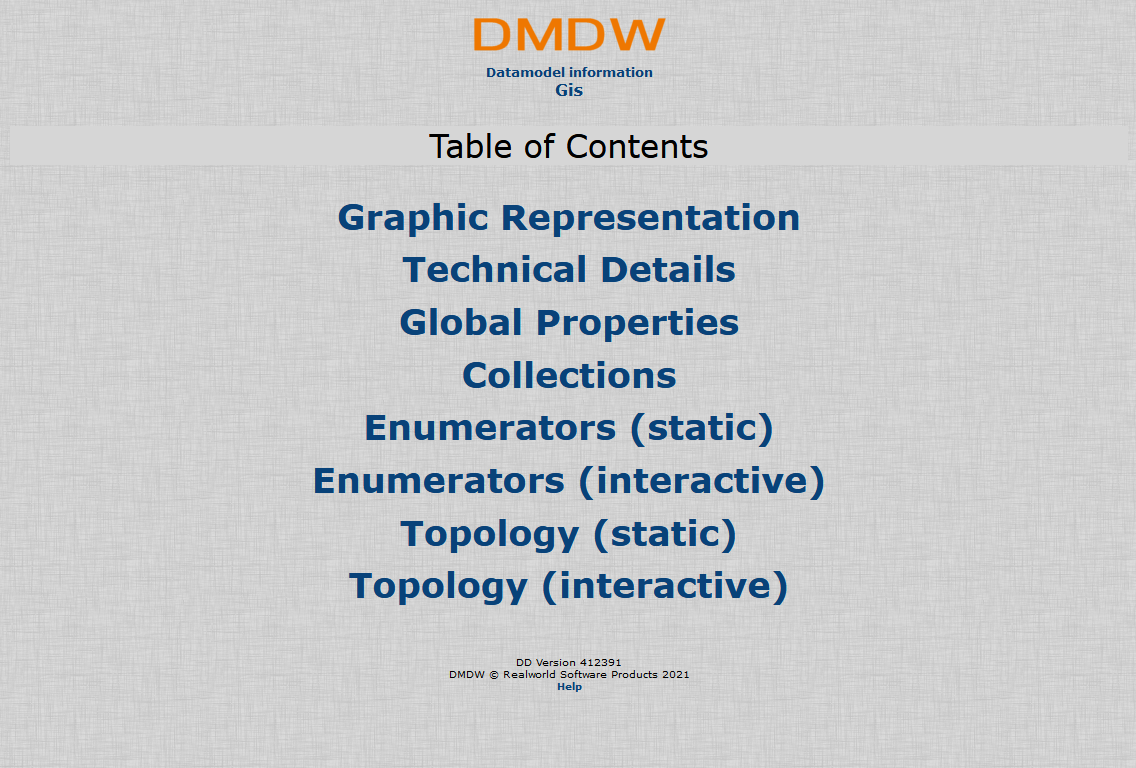 DMDW
Datamodel information
Gis
Table of Contents
Graphic Representation
Technical Details
Global Properties
Collections
Enumerators (static)
Enumerators (interactive)
Topology (static)
Topology (interactive)
DD Version 412391
DMDW © Realworld Software Products 2021
Help